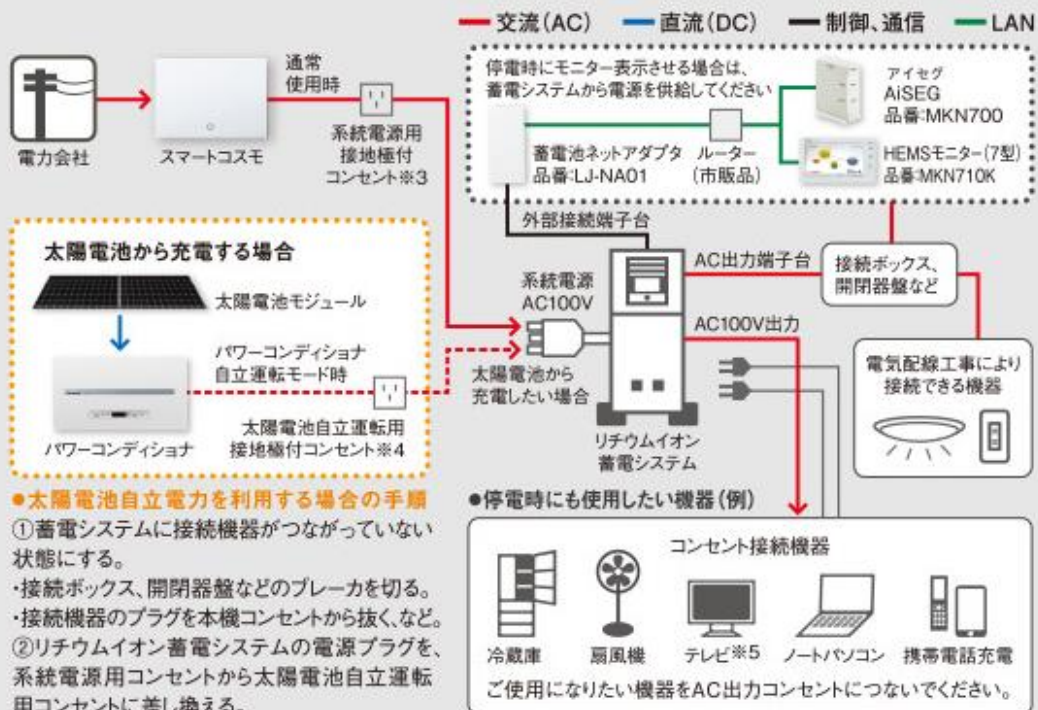 交流(AC) 直流(DC) 制御、通信 LAN
電力会社
スマートコスモ
通常
使用時
系統電源用
接地極付
コンセント※3
停電時にモニター表示させる場合は、
蓄電システムから電源を供給してください
アイセグ
AiSEG
品番:MKN700
蓄電池ネットアダプタ
品番:LJ-NA01
ルーター
(市販品)
HEMSモニター(7型)
品番:MKN710K
外部接続端子台
太陽電池から充電する場合
太陽電池モジュール
パワーコンディショナ
自立運転モード時
パワーコンディショナ
太陽電池自立運転用
接地極付コンセント※4
系統電源
AC100V
太陽電池から
充電したい場合
AC出力端子台
接続ボックス、
開閉器盤など
AC100V出力
リチウムイオン
蓄電システム
電気配線工事により
接続できる機器
●太陽電池自立電力を利用する場合の手順
①蓄電システムに接続機器がつながっていない
状態にする。
・接続ボックス、開閉器盤などのブレーカを切る。
・接続機器のプラグを本機コンセントから抜く、など。
②リチウムイオン蓄電システムの電源プラグを、
系統電源用コンセントから太陽電池自立運転
用コンセントに差し換える。
●停電時にも使用したい機器(例)
コンセント接続機器
冷蔵庫 扇風機 テレビ※5 ノートパソコン 携帯電話充電
ご使用になりたい機器をAC出力コンセントにつないでください。